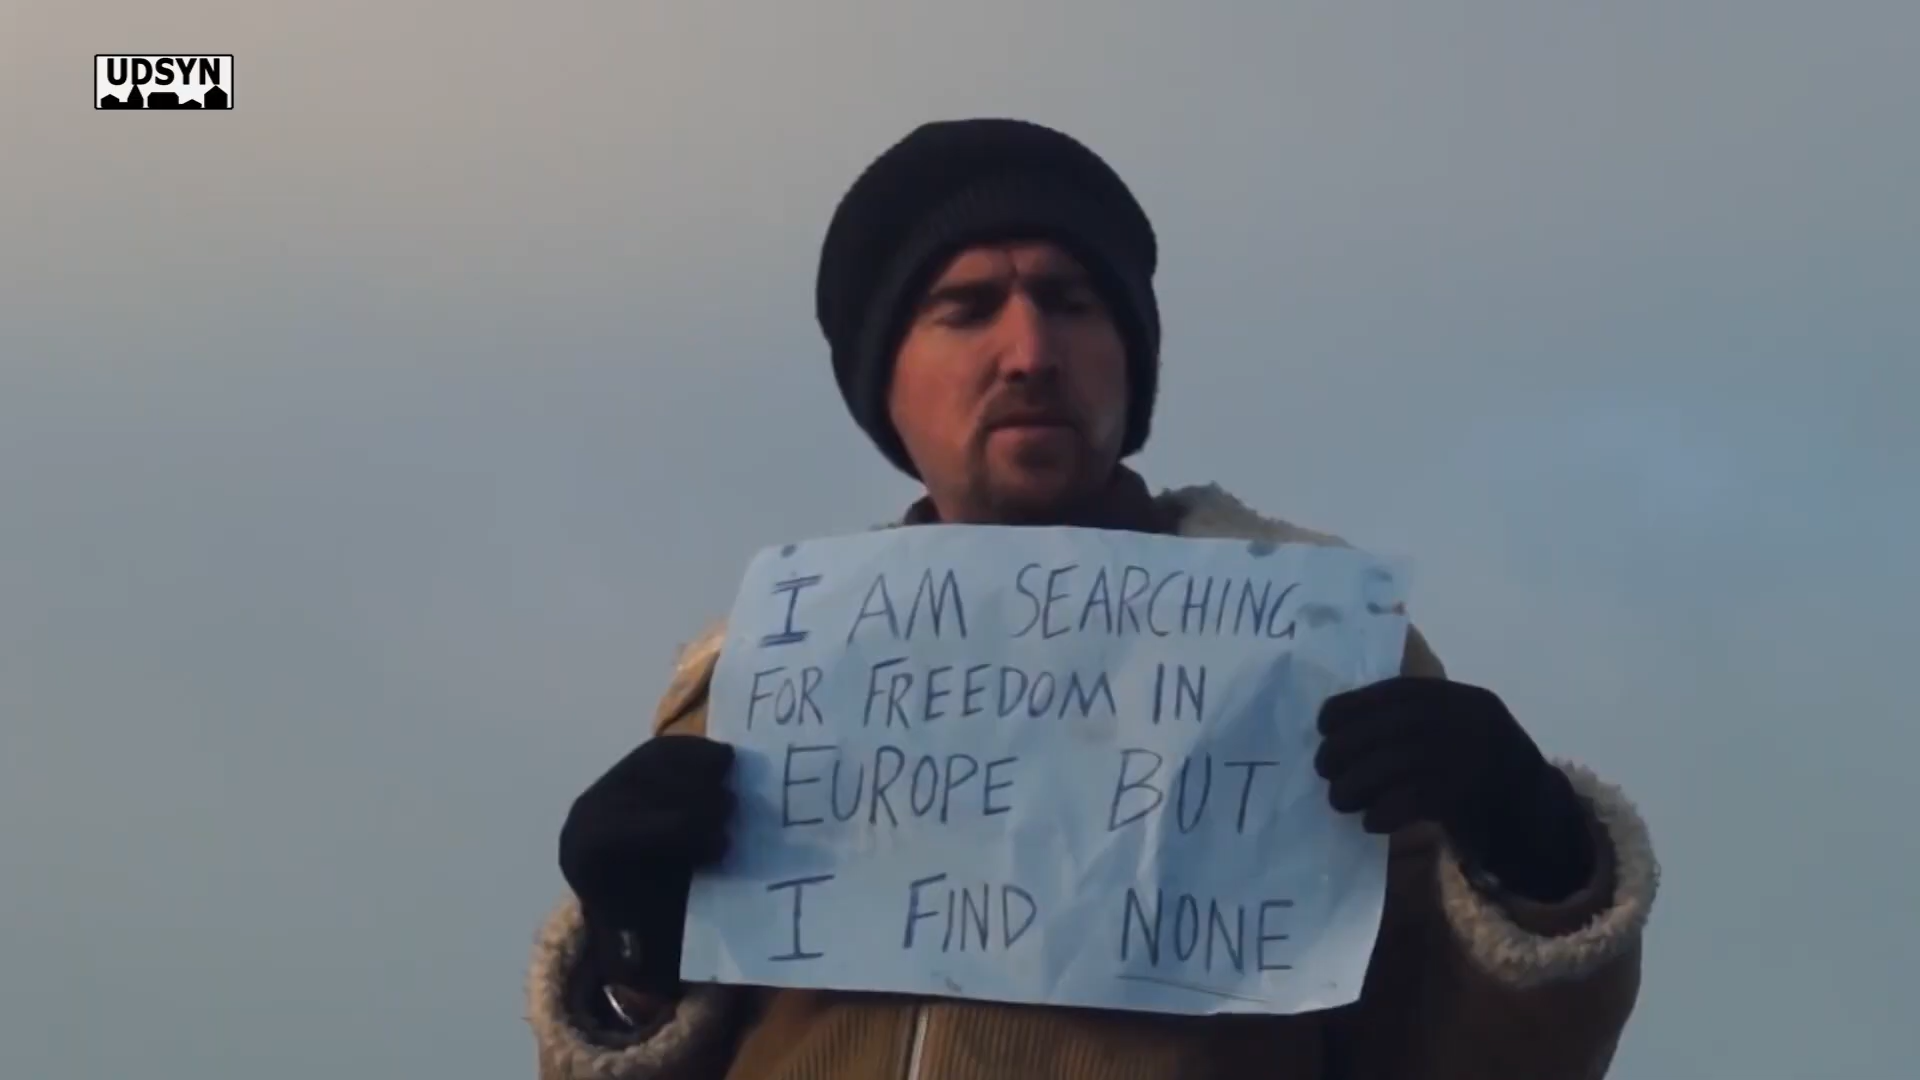 UDSYN
I AM SEARCHING
FOR FREEDOM IN
EUROPE BUT
I FIND NONE